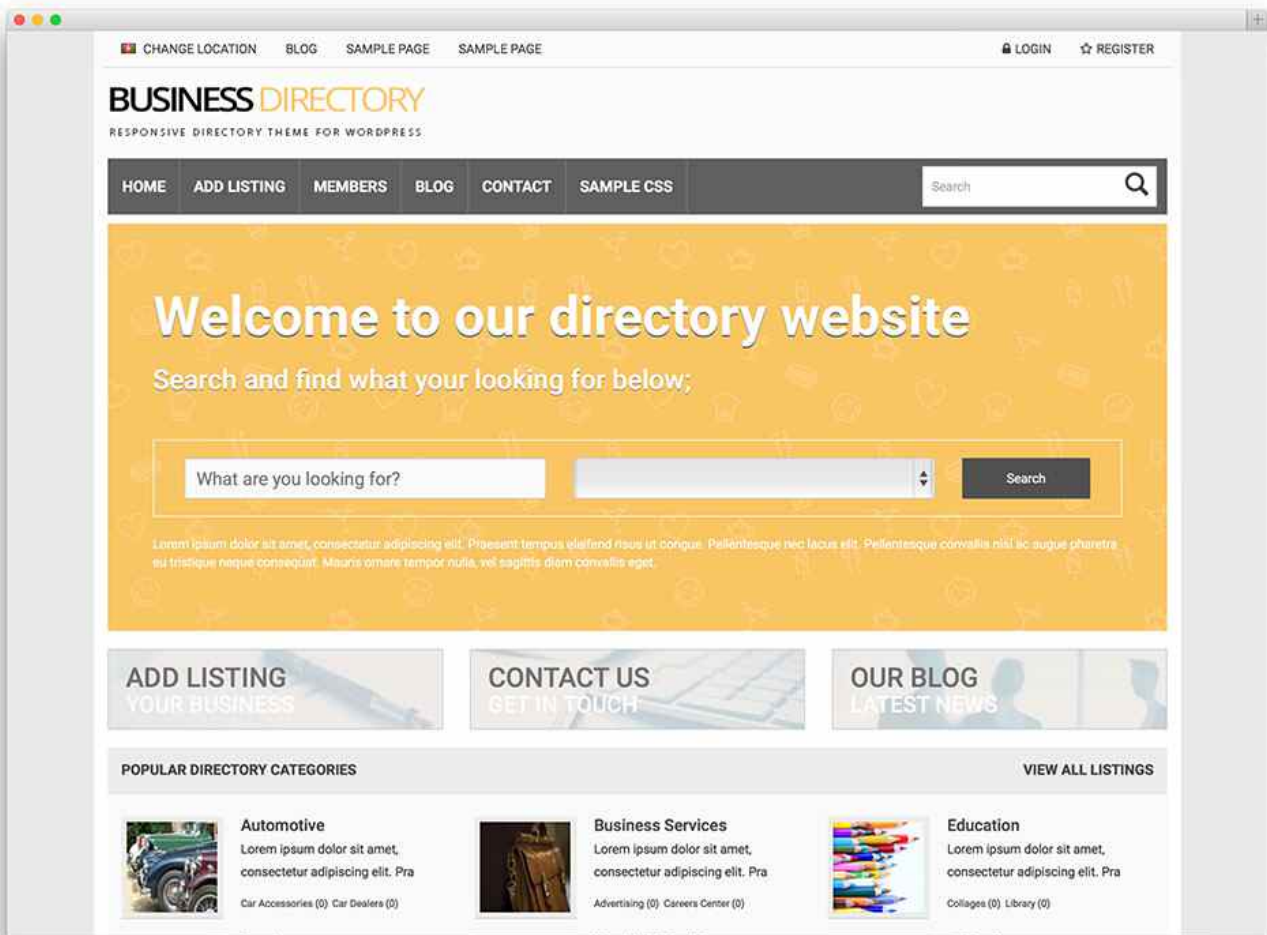 CHANGE LOCATION BLOG SAMPLE PAGE SAMPLE PAGE LOGIN REGISTER
BUSINESS DIRECTORY
RESPONSIVE DIRECTORY THEME FOR WORDPRESS
HOME ADD LISTING MEMBERS BLOG CONTACT SAMPLE CSS Search
Welcome to our directory website
Search and find what your looking for below;
What are you looking for? Search
Lorem ipsum dolor sit amet, consectetur adipiscing elit. Praesent tempus eleifend risus ut congue. Pellentesque nec lacus elit. Pellentesque convallis nisi ac augue pharetra
eu tristique neque consequat. Mauris ornare tempor nulla, vel sagittis diam convallis eget.
ADD LISTING
YOUR BUSINESS
CONTACT US
GET IN TOUCH
OUR BLOG
LATEST NEWS
POPULAR DIRECTORY CATEGORIES VIEW ALL LISTINGS
Automotive
Lorem ipsum dolor sit amet,
consectetur adipiscing elit. Pra
Car Accessories (0) Car Dealers (0)
Business Services
Lorem ipsum dolor sit amet,
consectetur adipiscing elit. Pra
Advertising (0) Careers Center (0)
Education
Lorem ipsum dolor sit amet,
consectetur adipiscing elit. Pra
Collages (0) Library (0)